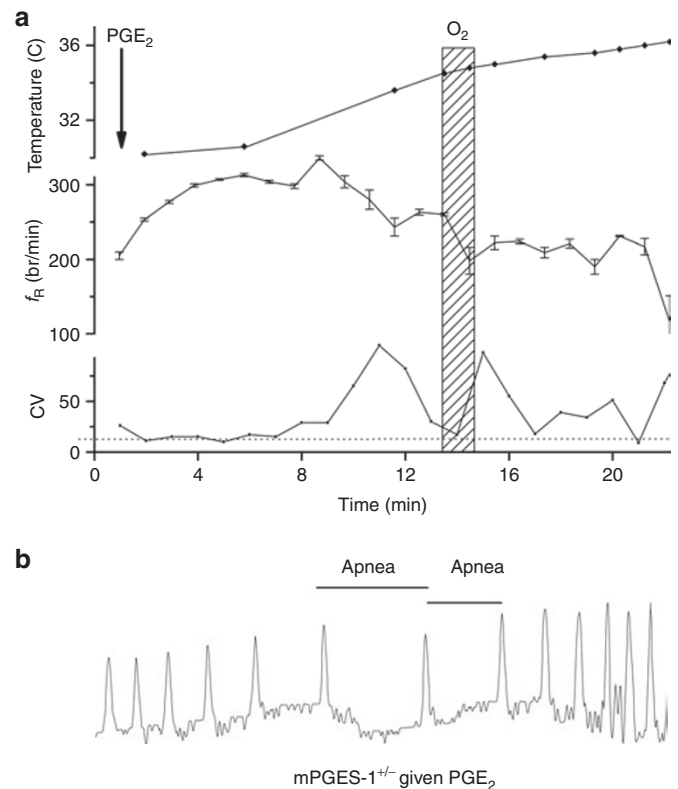 a
PGE₂
O₂
Temperature (C)
36
32
fR (br/min)
300
200
100
CV
50
0
0 4 8 12 16 20
Time (min)
b
Apnea Apnea
mPGES-1+/– given PGE₂